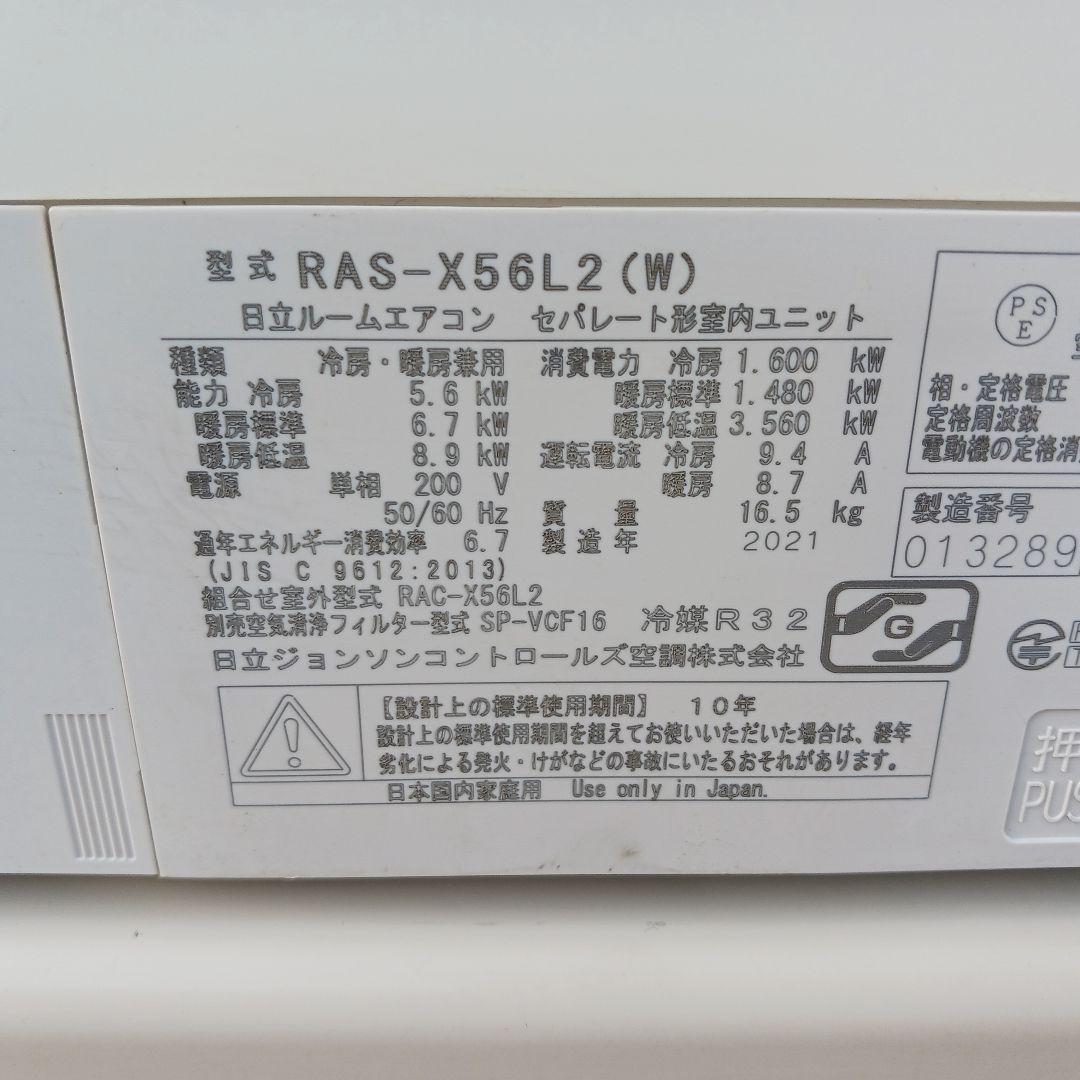 型式 RAS-X56L2(W)
日立ルームエアコン セパレート形室内ユニット
種類 冷房・暖房兼用
能力 冷房 5.6 kW
暖房標準 6.7 kW
暖房低温 8.9 kW
電源 単相 200 V
50/60 Hz
通年エネルギー消費効率 6.7
(JIS C 9612:2013)
消費電力 冷房 1.600 kW
暖房標準 1.480 kW
暖房低温 3.560 kW
運転電流 冷房 9.4 A
暖房 8.7 A
質量 16.5 kg
製造年 2021
組合せ室外型式 RAC-X56L2
別売空気清浄フィルター型式 SP-VCF16 冷媒R32
日立ジョンソンコントロールズ空調株式会社
G
【設計上の標準使用期間】 10年
設計上の標準使用期間を超えてお使いいただいた場合は、経年
劣化による発火・けがなどの事故にいたるおそれがあります。
日本国内家庭用 Use only in Japan.
PS
E
相・定格電圧
定格周波数
電動機の定格消
製造番号
013289
押
PUS